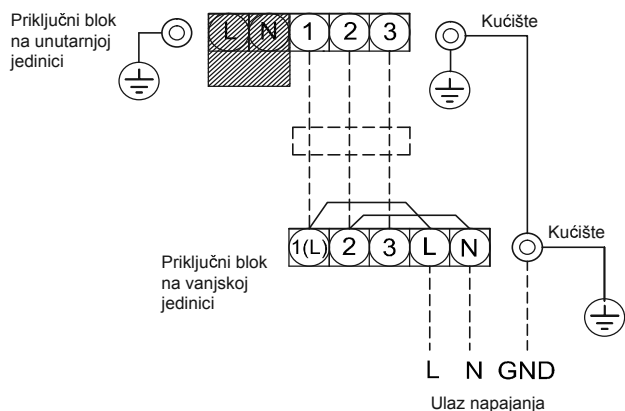 Priključni blok
na unutarnjoj
jedinici
L N 1 2 3
Kućište
Priključni blok
na vanjskoj
jedinici
1(L) 2 3 L N
Kućište
L N GND
Ulaz napajanja